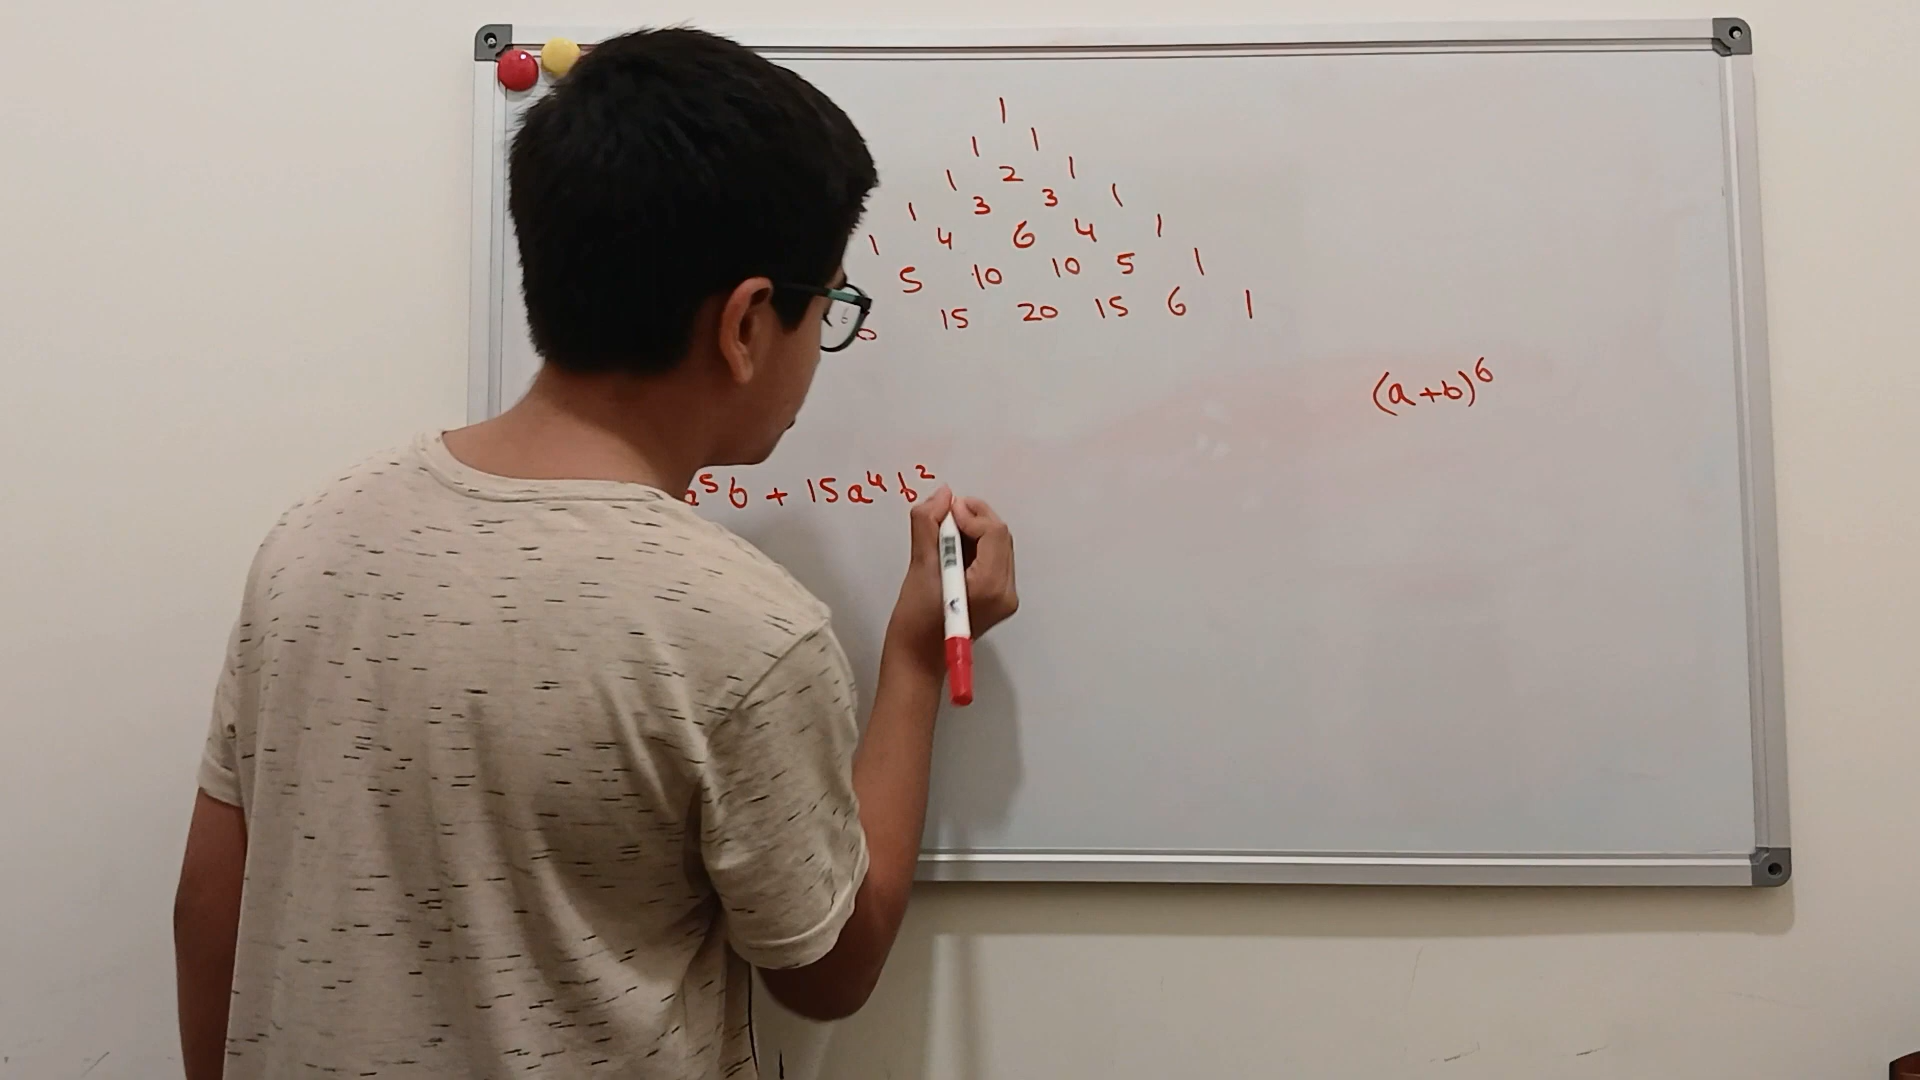 1
1 1
1 2 1
1 3 3 1
1 4 6 4 1
5 10 10 5 1
15 20 15 6 1
(a+b)⁶
a⁵b + 15a⁴b²